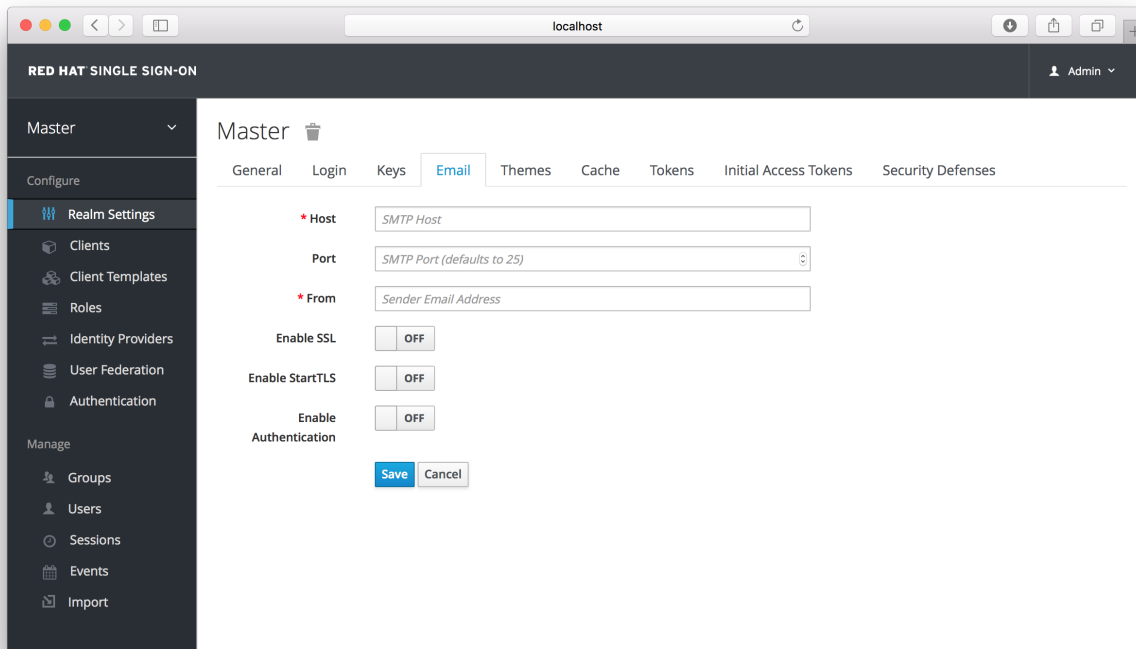 localhost
RED HAT SINGLE SIGN-ON
Admin
Master
Configure
Realm Settings
Clients
Client Templates
Roles
Identity Providers
User Federation
Authentication
Manage
Groups
Users
Sessions
Events
Import
Master
General Login Keys Email Themes Cache Tokens Initial Access Tokens Security Defenses
* Host SMTP Host
Port SMTP Port (defaults to 25)
* From Sender Email Address
Enable SSL OFF
Enable StartTLS OFF
Enable OFF
Authentication
Save Cancel